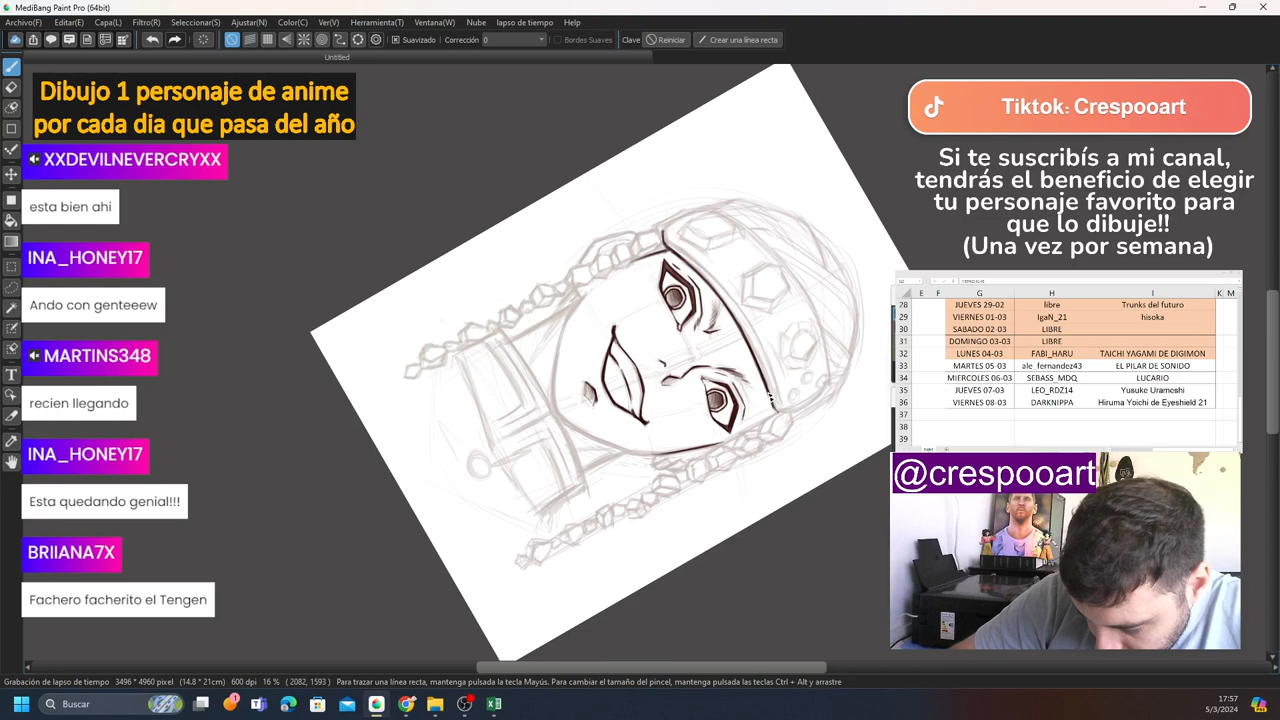 MediBang Paint Pro (64bit)
Archivo(F) Editar(E) Capa(L) Filtro(R) Seleccionar(S) Ajustar(N) Color(C) Ver(V) Herramienta(T) Ventana(W) Nube lapso de tiempo Help
Suavizado Corrección 0 Bordes Suaves Clave Reiniciar Crear una línea recta
Untitled
Dibujo 1 personaje de anime
por cada dia que pasa del año
XXDEVILNEVERCRYXX
esta bien ahi
INA_HONEY17
Ando con genteeew
MARTINS348
recien llegando
INA_HONEY17
Esta quedando genial!!!
BRIIANA7X
Fachero facherito el Tengen
Tiktok: Crespooart
Si te suscribís a mi canal,
tendrás el beneficio de elegir
tu personaje favorito para
que lo dibuje!!
(Una vez por semana)
E F G H I K M
28 JUEVES 29-02 libre Trunks del futuro
29 VIERNES 01-03 IgaN_21 hisoka
30 SABADO 02-03 LIBRE
31 DOMINGO 03-03 LIBRE
32 LUNES 04-03 FABI_HARU TAICHI YAGAMI DE DIGIMON
33 MARTES 05-03 ale_fernandez43 EL PILAR DE SONIDO
34 MIERCOLES 06-03 SEBASS_MDQ LUCARIO
35 JUEVES 07-03 LEO_RDZ14 Yusuke Urameshi
36 VIERNES 08-03 DARKNIPPA Hiruma Yoichi de Eyeshield 21
37
38
39
@crespooart
Grabación de lapso de tiempo 3496 * 4960 pixel (14.8 * 21cm) 600 dpi 16 % ( 2082, 1593 ) Para trazar una línea recta, mantenga pulsada la tecla Mayús. Para cambiar el tamaño del pincel, mantenga pulsadas las teclas Ctrl + Alt y arrastre
Buscar
17:57
5/3/2024